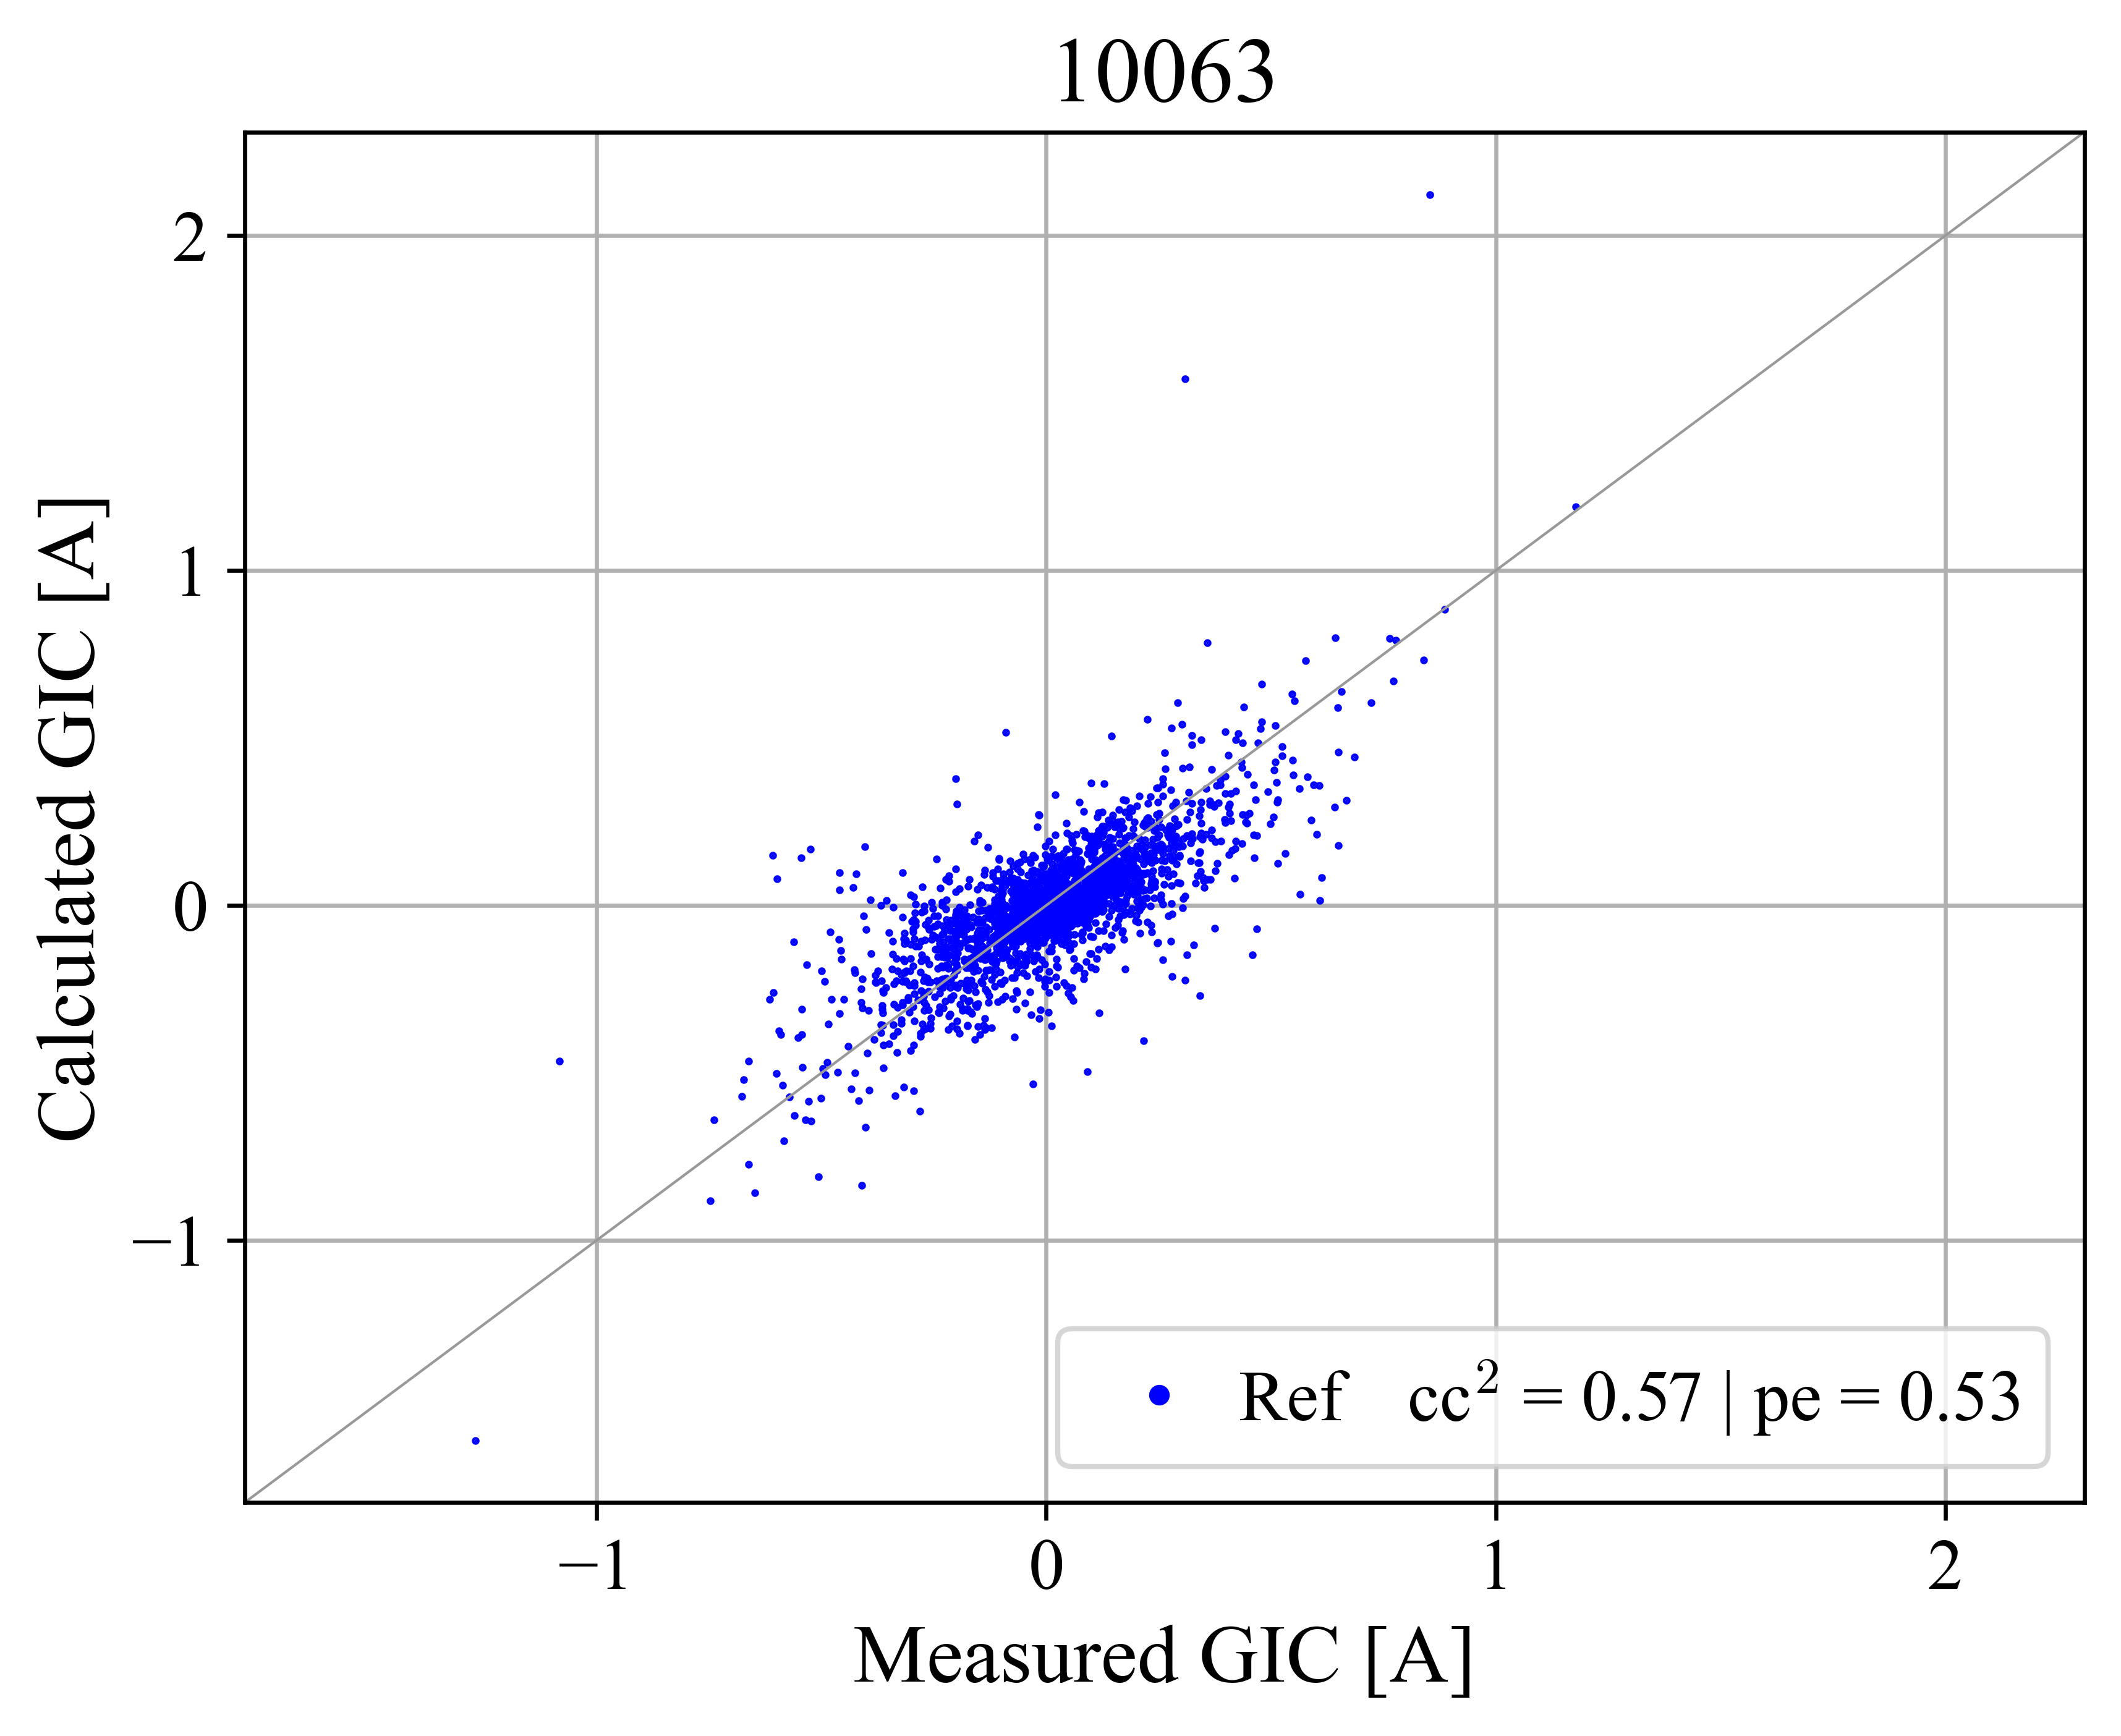 10063
Calculated GIC [A]
2
1
0
−1
Ref cc² = 0.57 | pe = 0.53
−1 0 1 2
Measured GIC [A]